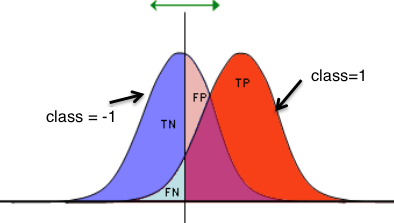 class=1
TP
FP
class = -1
TN
FN